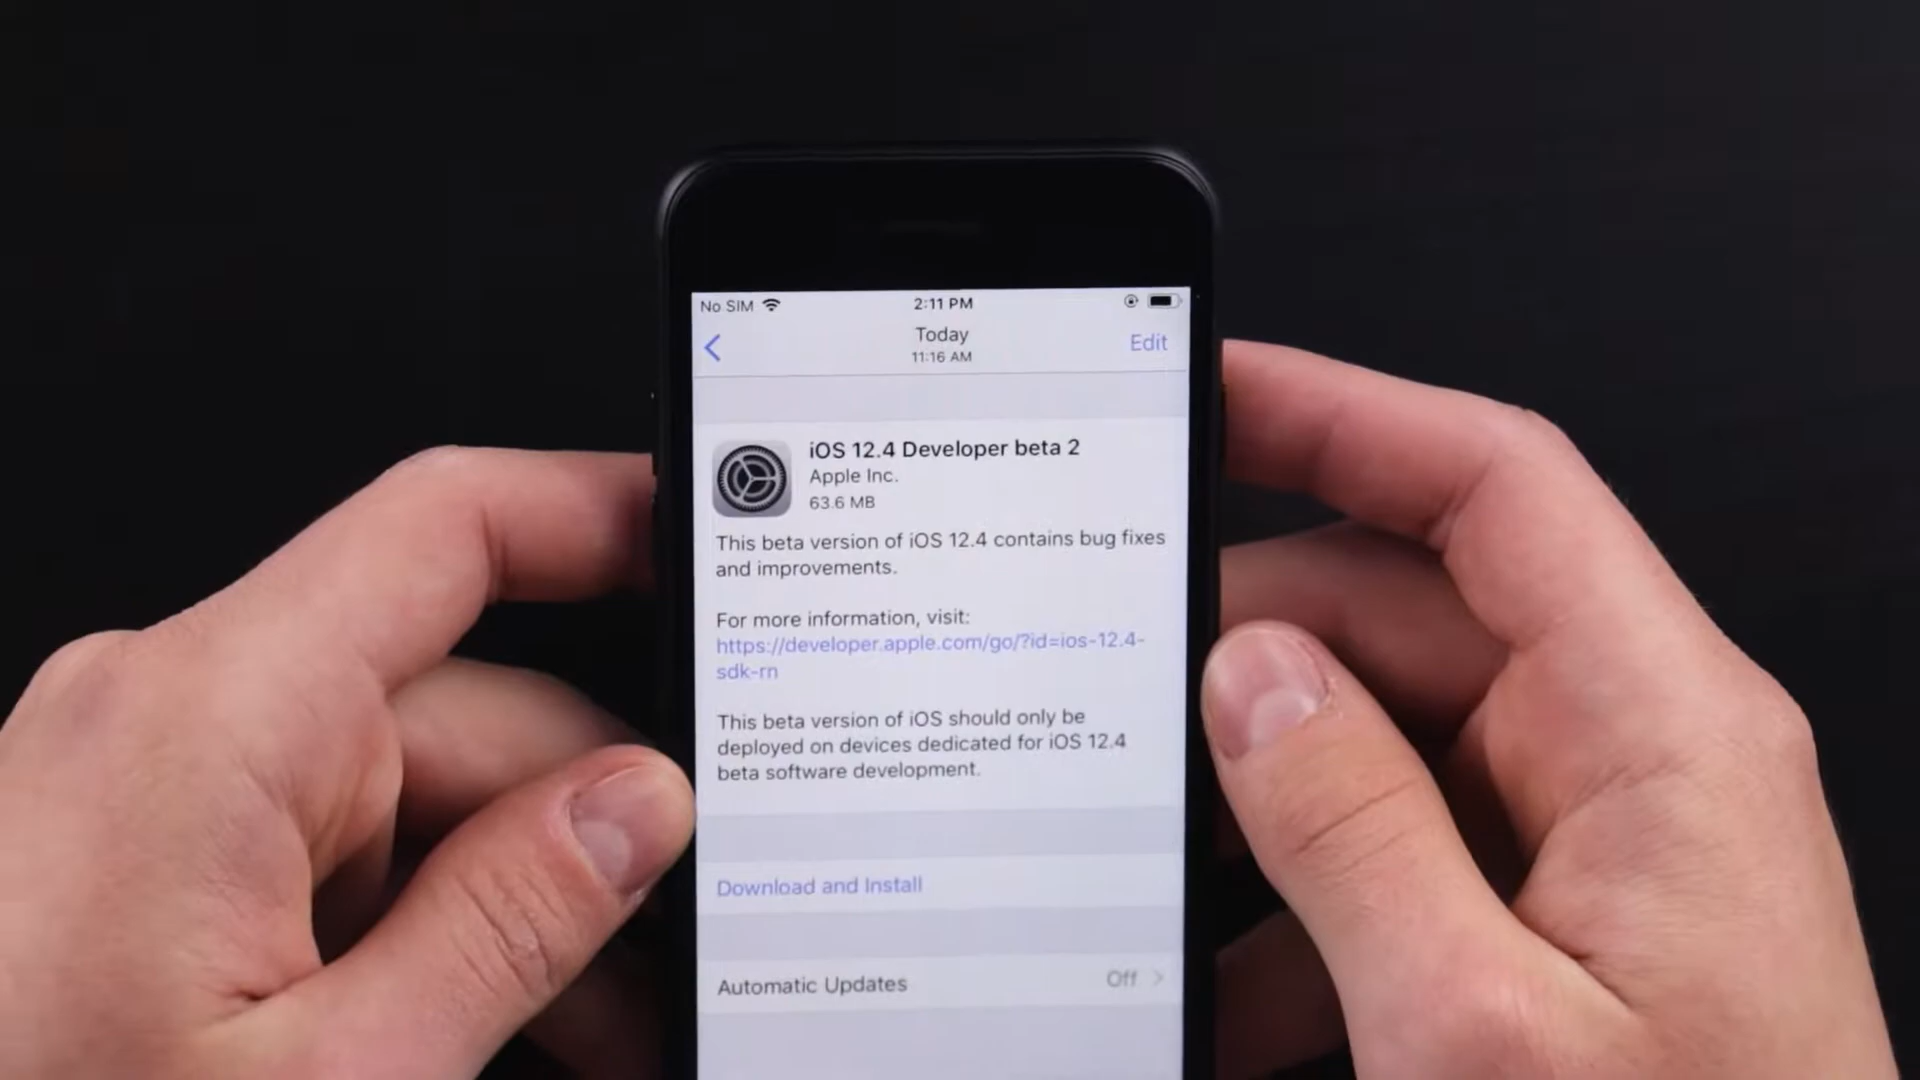 No SIM 2:11 PM
Today
11:16 AM
Edit
iOS 12.4 Developer beta 2
Apple Inc.
63.6 MB
This beta version of iOS 12.4 contains bug fixes
and improvements.
For more information, visit:
https://developer.apple.com/go/?id=ios-12.4-
sdk-rn
This beta version of iOS should only be
deployed on devices dedicated for iOS 12.4
beta software development.
Download and Install
Automatic Updates Off